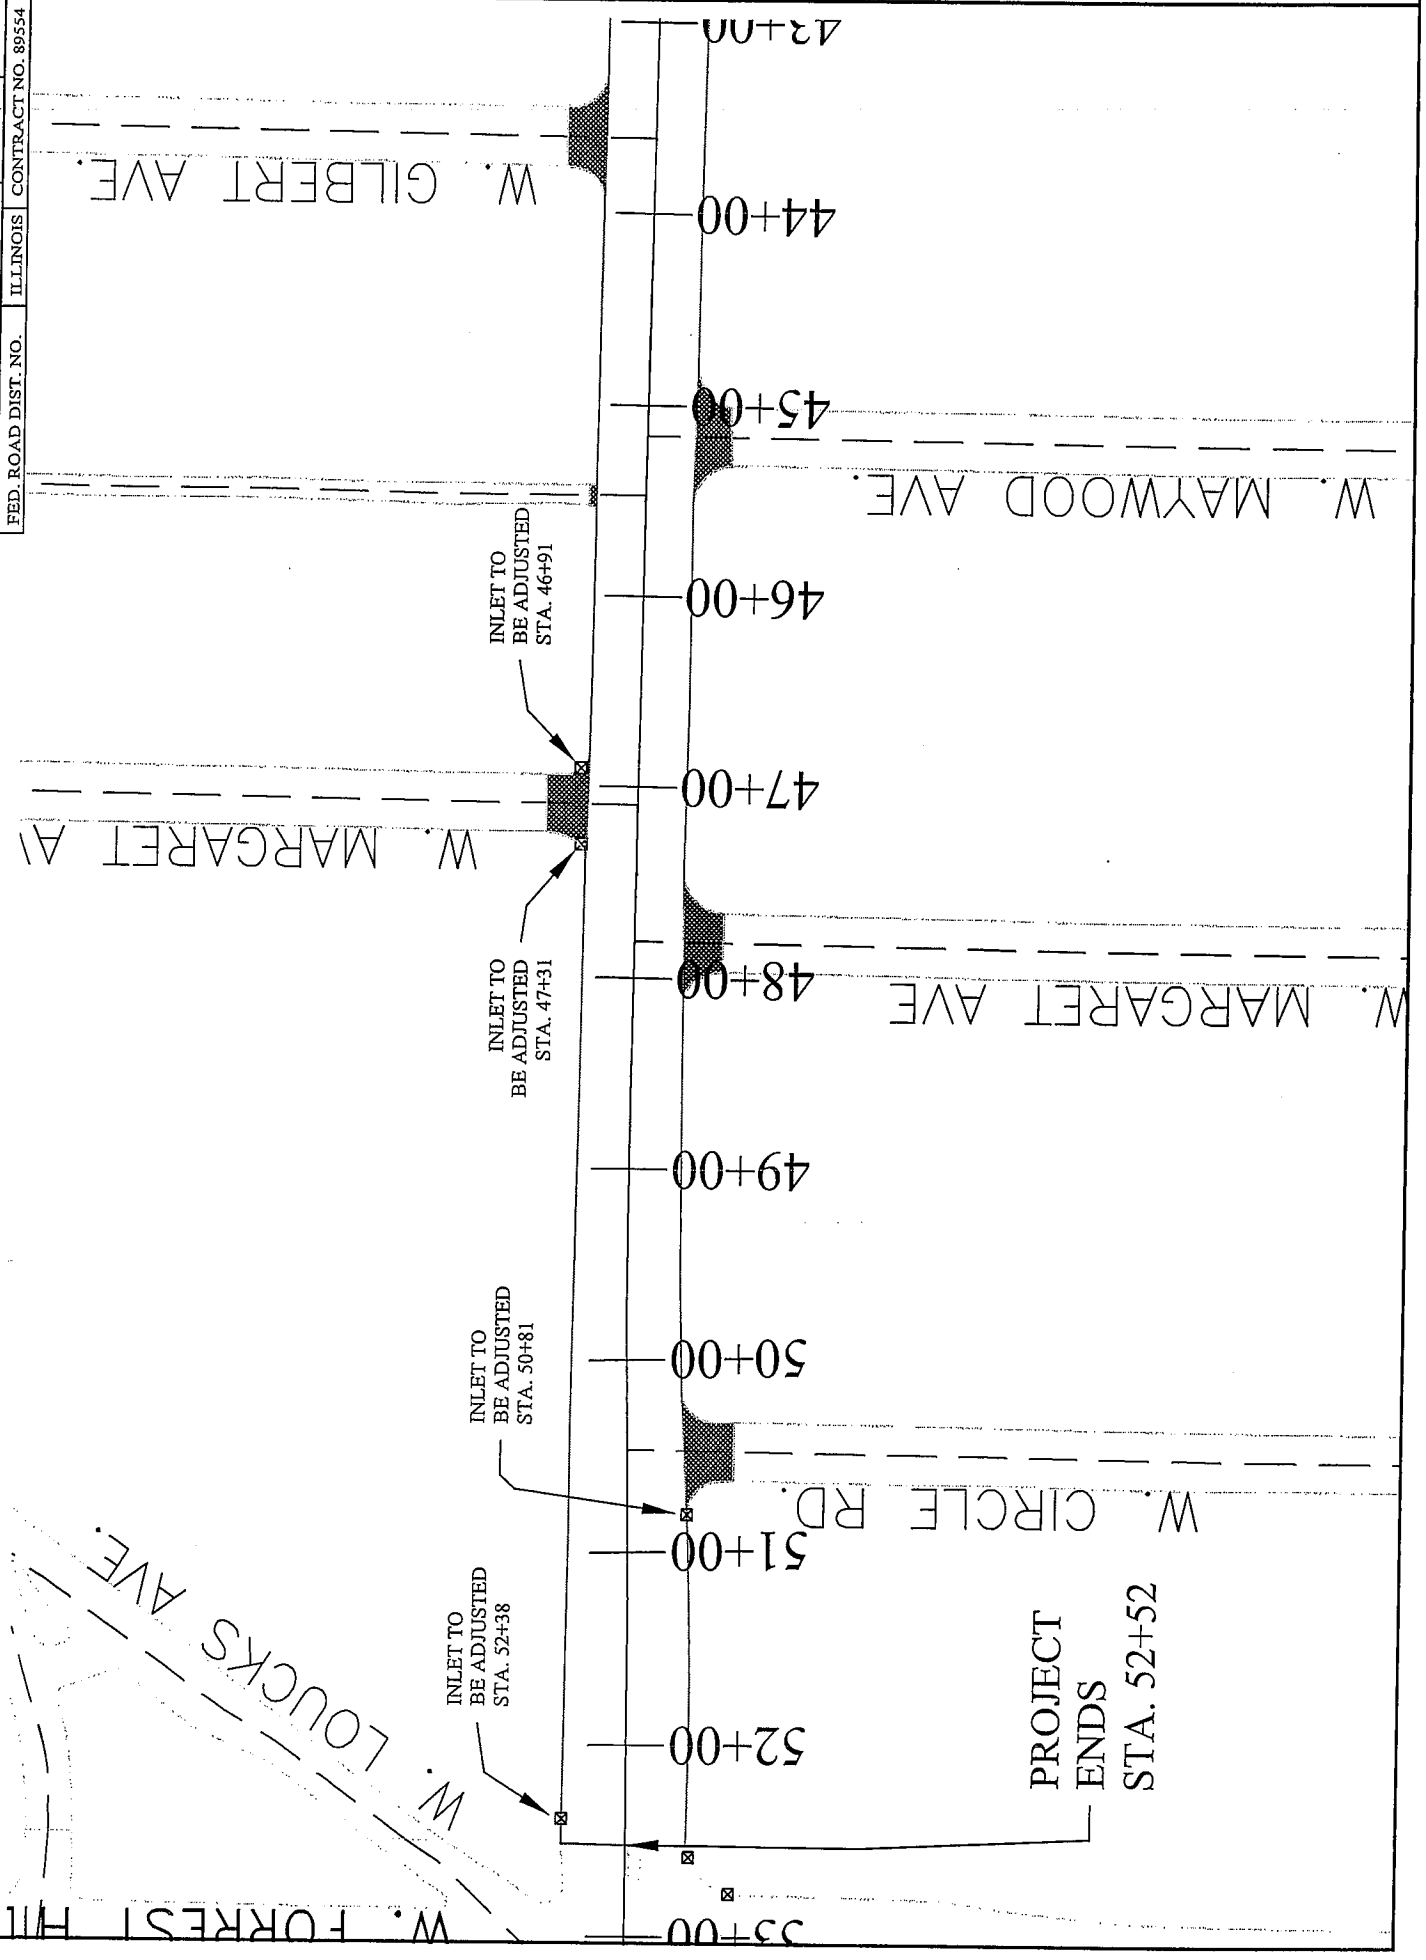 FED. ROAD DIST. NO.
ILLINOIS
CONTRACT NO. 89554
43+00
W. GILBERT AVE.
44+00
45+00
W. MAYWOOD AVE.
INLET TO
BE ADJUSTED
STA. 46+91
46+00
47+00
W. MARGARET
INLET TO
BE ADJUSTED
STA. 47+31
48+00
W. MARGARET AVE
49+00
INLET TO
BE ADJUSTED
STA. 50+81
50+00
W. CIRCLE RD.
51+00
W. LOUCKS AVE.
INLET TO
BE ADJUSTED
STA. 52+38
52+00
PROJECT
ENDS
STA. 52+52
W. FORREST
53+00